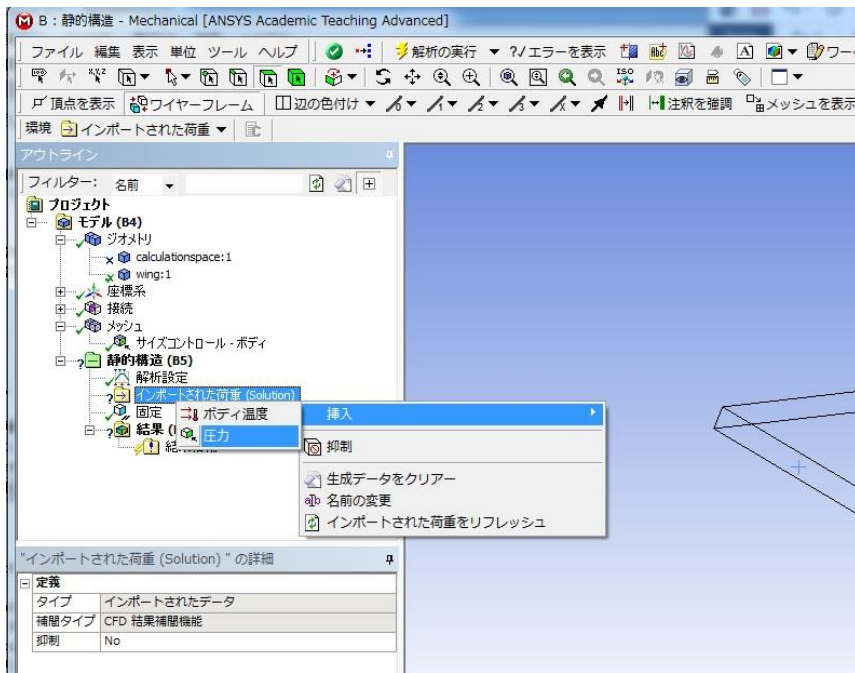 B : 静的構造 - Mechanical [ANSYS Academic Teaching Advanced]
ファイル 編集 表示 単位 ツール ヘルプ 解析の実行 ?/エラーを表示 A ワー
頂点を表示 ワイヤーフレーム 辺の色付け 注釈を強調 メッシュを表示
環境 インポートされた荷重
アウトライン
フィルター: 名前
プロジェクト
モデル (B4)
ジオメトリ
calculationspace:1
wing:1
座標系
接続
メッシュ
サイズコントロール - ボディ
静的構造 (B5)
解析設定
インポートされた荷重 (Solution)
固定 ボディ温度 挿入
結果 ( 圧力
抑制
生成データをクリアー
名前の変更
インポートされた荷重をリフレッシュ
"インポートされた荷重 (Solution) " の詳細
定義
タイプ インポートされたデータ
補間タイプ CFD 結果補間機能
抑制 No